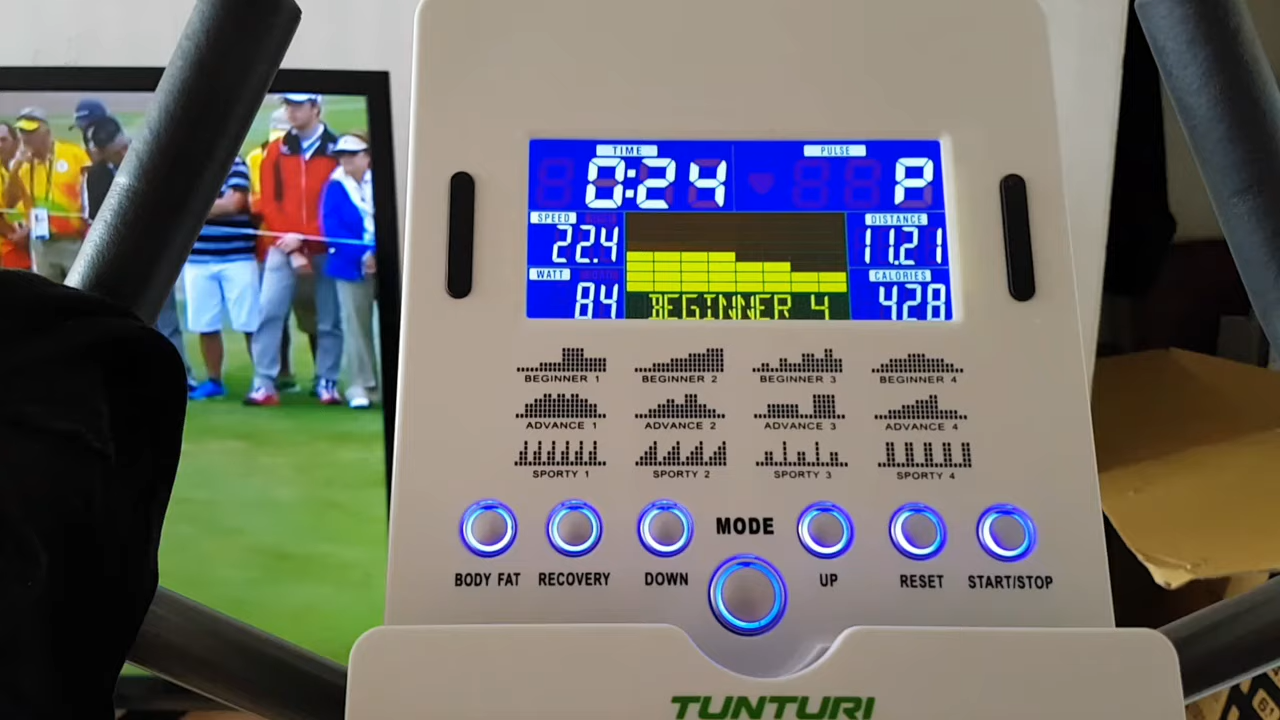 TIME PULSE
0:24 P
SPEED DISTANCE
22.4 11.21
WATT CALORIES
84 BEGINNER 4 428
BEGINNER 1 BEGINNER 2 BEGINNER 3 BEGINNER 4
ADVANCE 1 ADVANCE 2 ADVANCE 3 ADVANCE 4
SPORTY 1 SPORTY 2 SPORTY 3 SPORTY 4
MODE
BODY FAT RECOVERY DOWN UP RESET START/STOP
TUNTURI